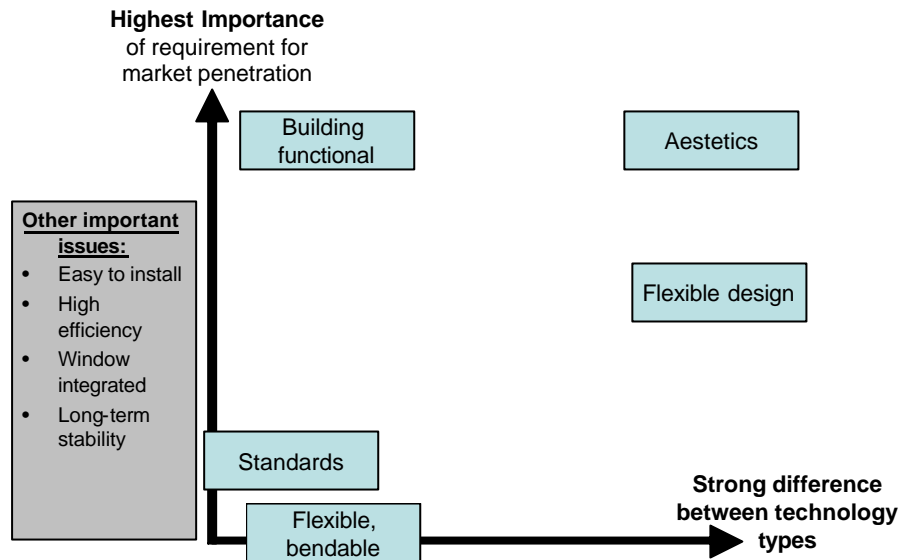 Highest Importance
of requirement for
market penetration
Building
functional
Aestetics
Other important
issues:
• Easy to install
• High
efficiency
• Window
integrated
• Long-term
stability
Flexible design
Standards
Flexible,
bendable
Strong difference
between technology
types